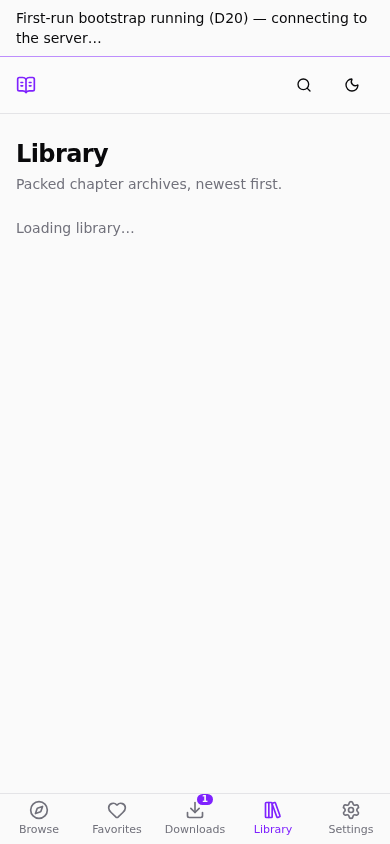 First-run bootstrap running (D20) — connecting to
the server…
Library
Packed chapter archives, newest first.
Loading library…
1
Browse
Favorites
Downloads
Library
Settings